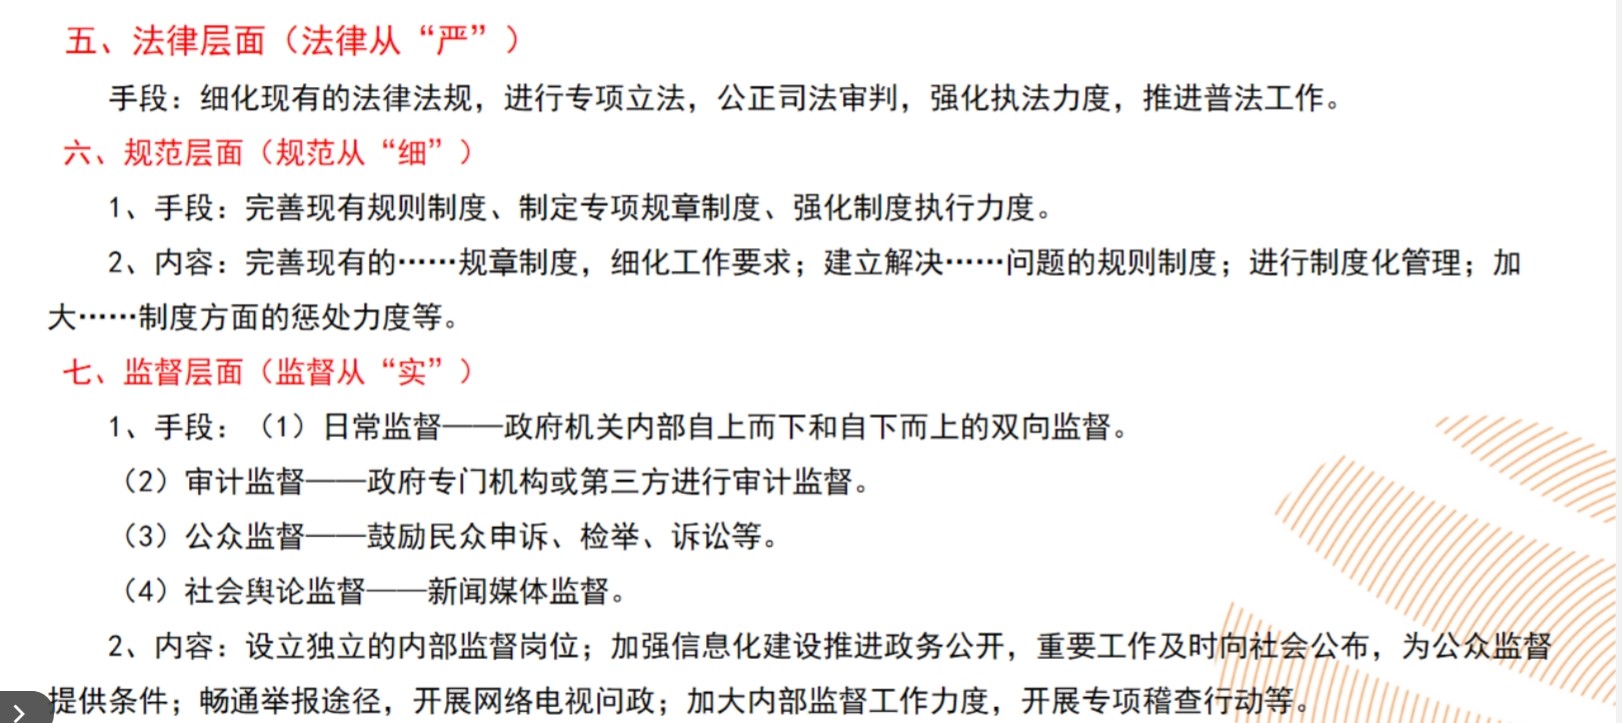 五、法律层面（法律从“严”）
手段：细化现有的法律法规，进行专项立法，公正司法审判，强化执法力度，推进普法工作。
六、规范层面（规范从“细”）
1、手段：完善现有规则制度、制定专项规章制度、强化制度执行力度。
2、内容：完善现有的……规章制度，细化工作要求；建立解决……问题的规则制度；进行制度化管理；加
大……制度方面的惩处力度等。
七、监督层面（监督从“实”）
1、手段：（1）日常监督——政府机关内部自上而下和自下而上的双向监督。
（2）审计监督——政府专门机构或第三方进行审计监督。
（3）公众监督——鼓励民众申诉、检举、诉讼等。
（4）社会舆论监督——新闻媒体监督。
2、内容：设立独立的内部监督岗位；加强信息化建设推进政务公开，重要工作及时向社会公布，为公众监督
提供条件；畅通举报途径，开展网络电视问政；加大内部监督工作力度，开展专项稽查行动等。